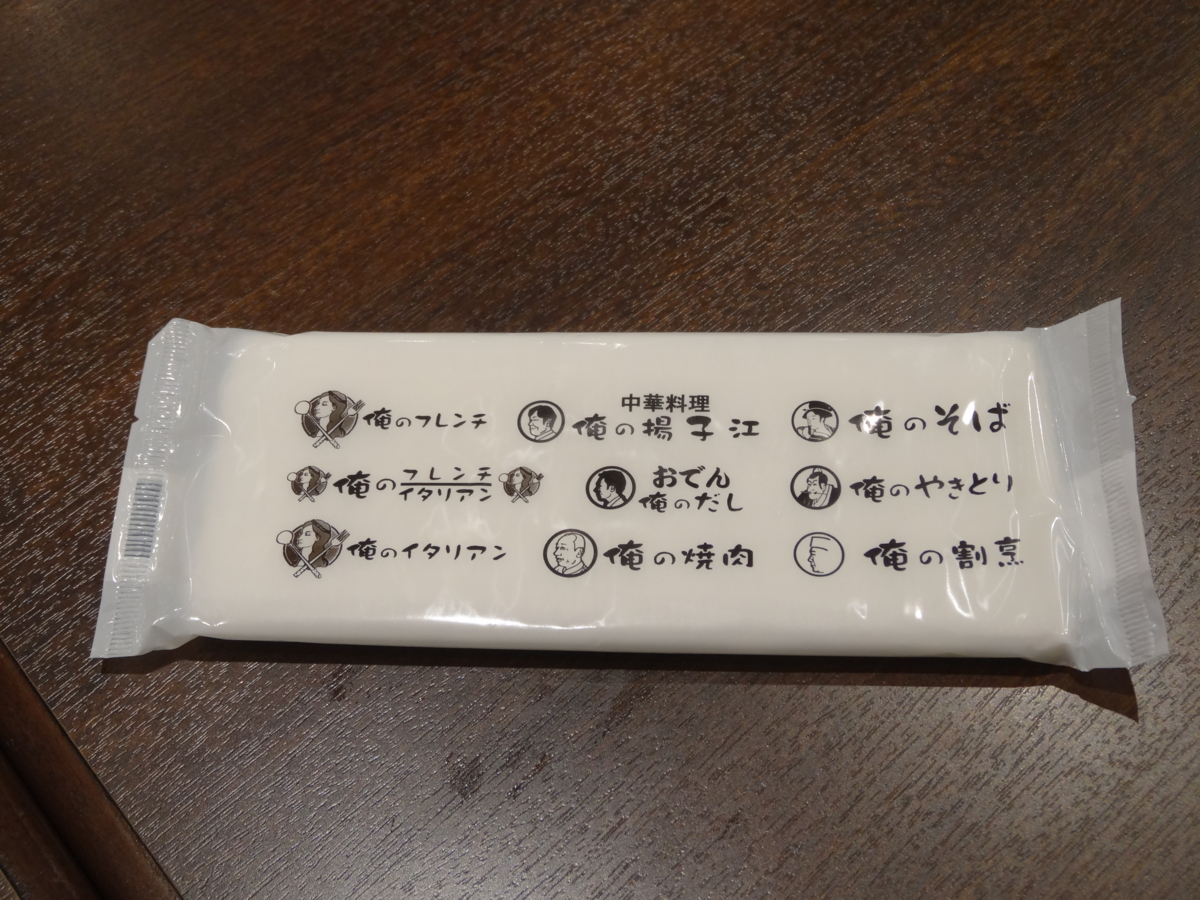 俺のフレンチ
中華料理
俺の揚子江
俺のそば
俺のフレンチ
イタリアン
おでん
俺のだし
俺のやきとり
俺のイタリアン
俺の焼肉
俺の割烹